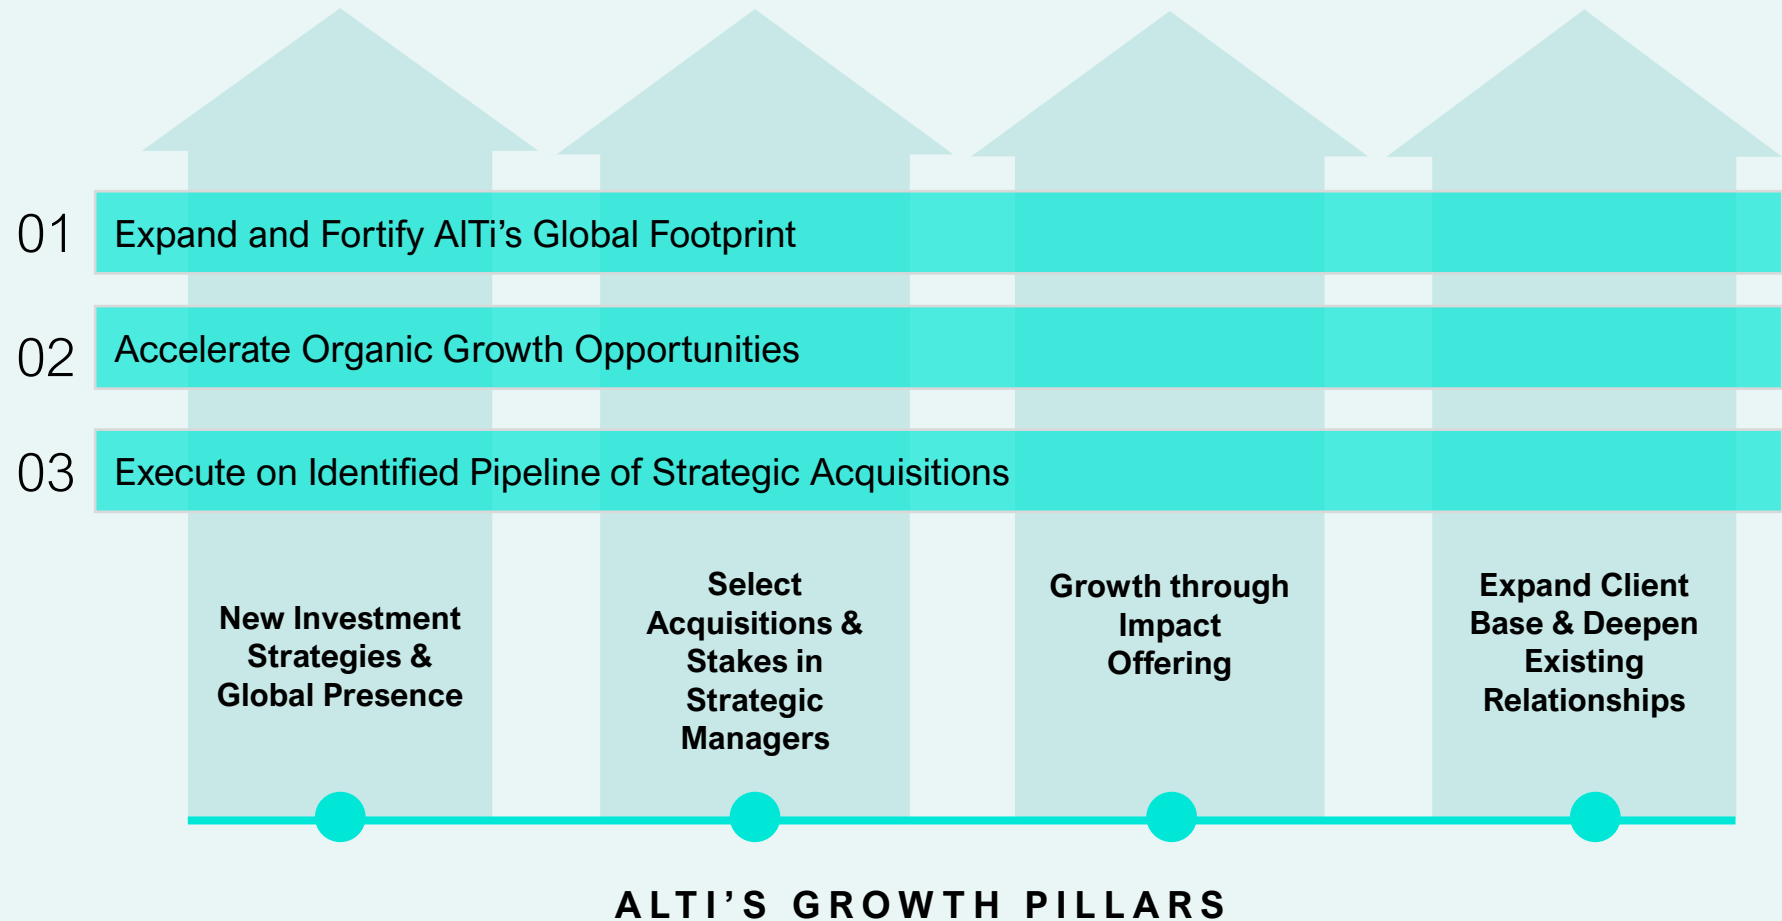 01
Expand and Fortify AlTi’s Global Footprint
02
Accelerate Organic Growth Opportunities
03
Execute on Identified Pipeline of Strategic Acquisitions
New Investment
Strategies &
Global Presence
Select
Acquisitions &
Stakes in
Strategic
Managers
Growth through
Impact
Offering
Expand Client
Base & Deepen
Existing
Relationships
ALTI’S GROWTH PILLARS